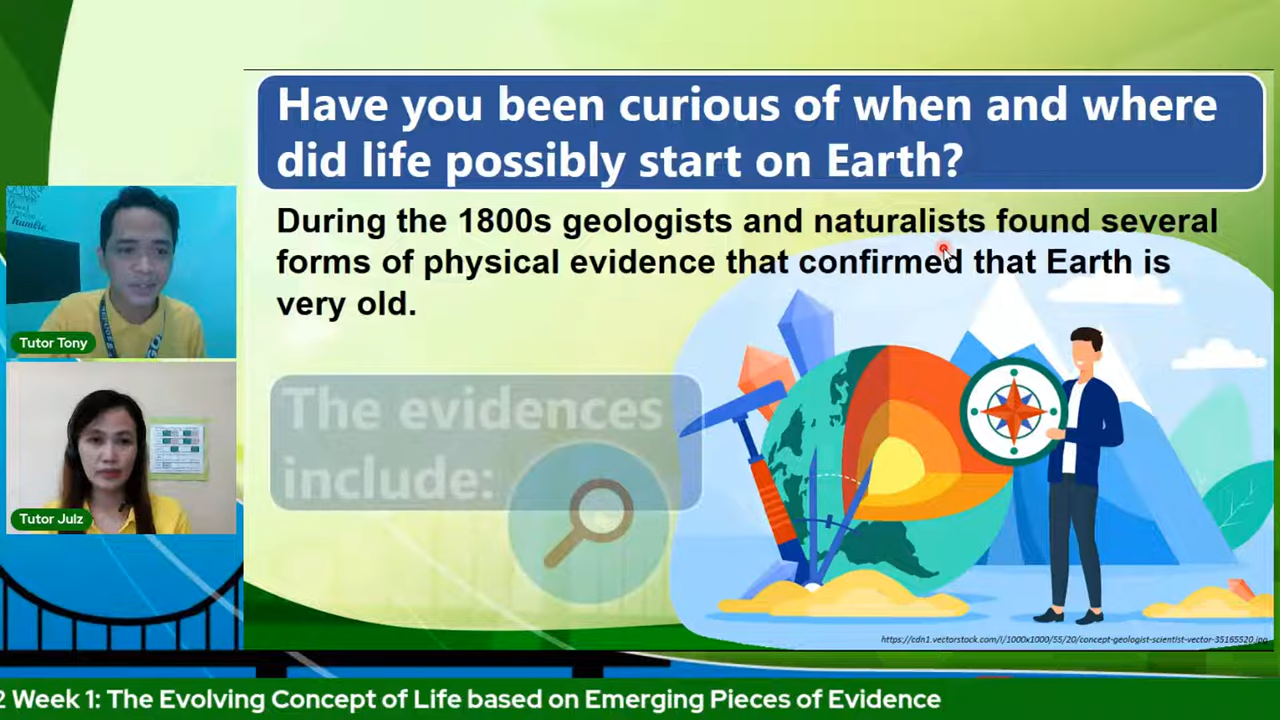 Have you been curious of when and where
did life possibly start on Earth?
During the 1800s geologists and naturalists found several
forms of physical evidence that confirmed that Earth is
very old.
The evidences
include:
humble.
Tutor Tony
Tutor Julz
https://cdn1.vectorstock.com/i/1000x1000/55/20/concept-geologist-scientist-vector-35165520.jpg
2 Week 1: The Evolving Concept of Life based on Emerging Pieces of Evidence